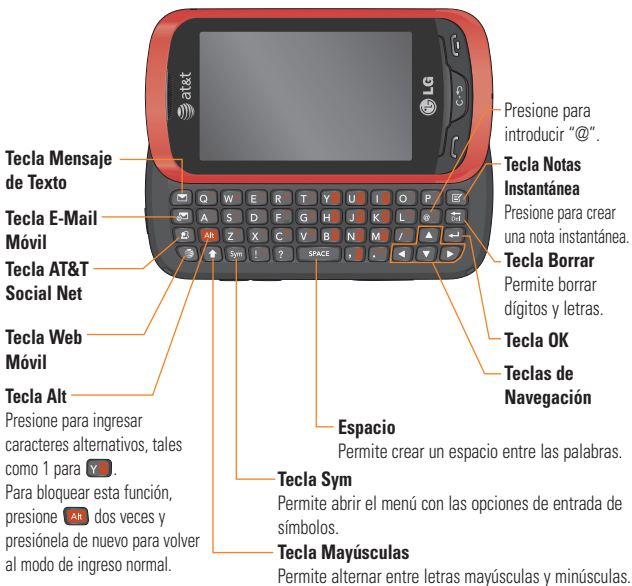 at&t
LG
Q W E R T Y U I O P
A S D F G H J K L @
Alt Z X C V B N M /
Sym ! ? SPACE , .
Del
Tecla Mensaje
de Texto
Tecla E-Mail
Móvil
Tecla AT&T
Social Net
Tecla Web
Móvil
Tecla Alt
Presione para ingresar
caracteres alternativos, tales
como 1 para Y .
Para bloquear esta función,
presione Alt dos veces y
presiónela de nuevo para volver
al modo de ingreso normal.
Presione para
introducir “@”.
Tecla Notas
Instantánea
Presione para crear
una nota instantánea.
Tecla Borrar
Permite borrar
dígitos y letras.
Tecla OK
Teclas de
Navegación
Espacio
Permite crear un espacio entre las palabras.
Tecla Sym
Permite abrir el menú con las opciones de entrada de
símbolos.
Tecla Mayúsculas
Permite alternar entre letras mayúsculas y minúsculas